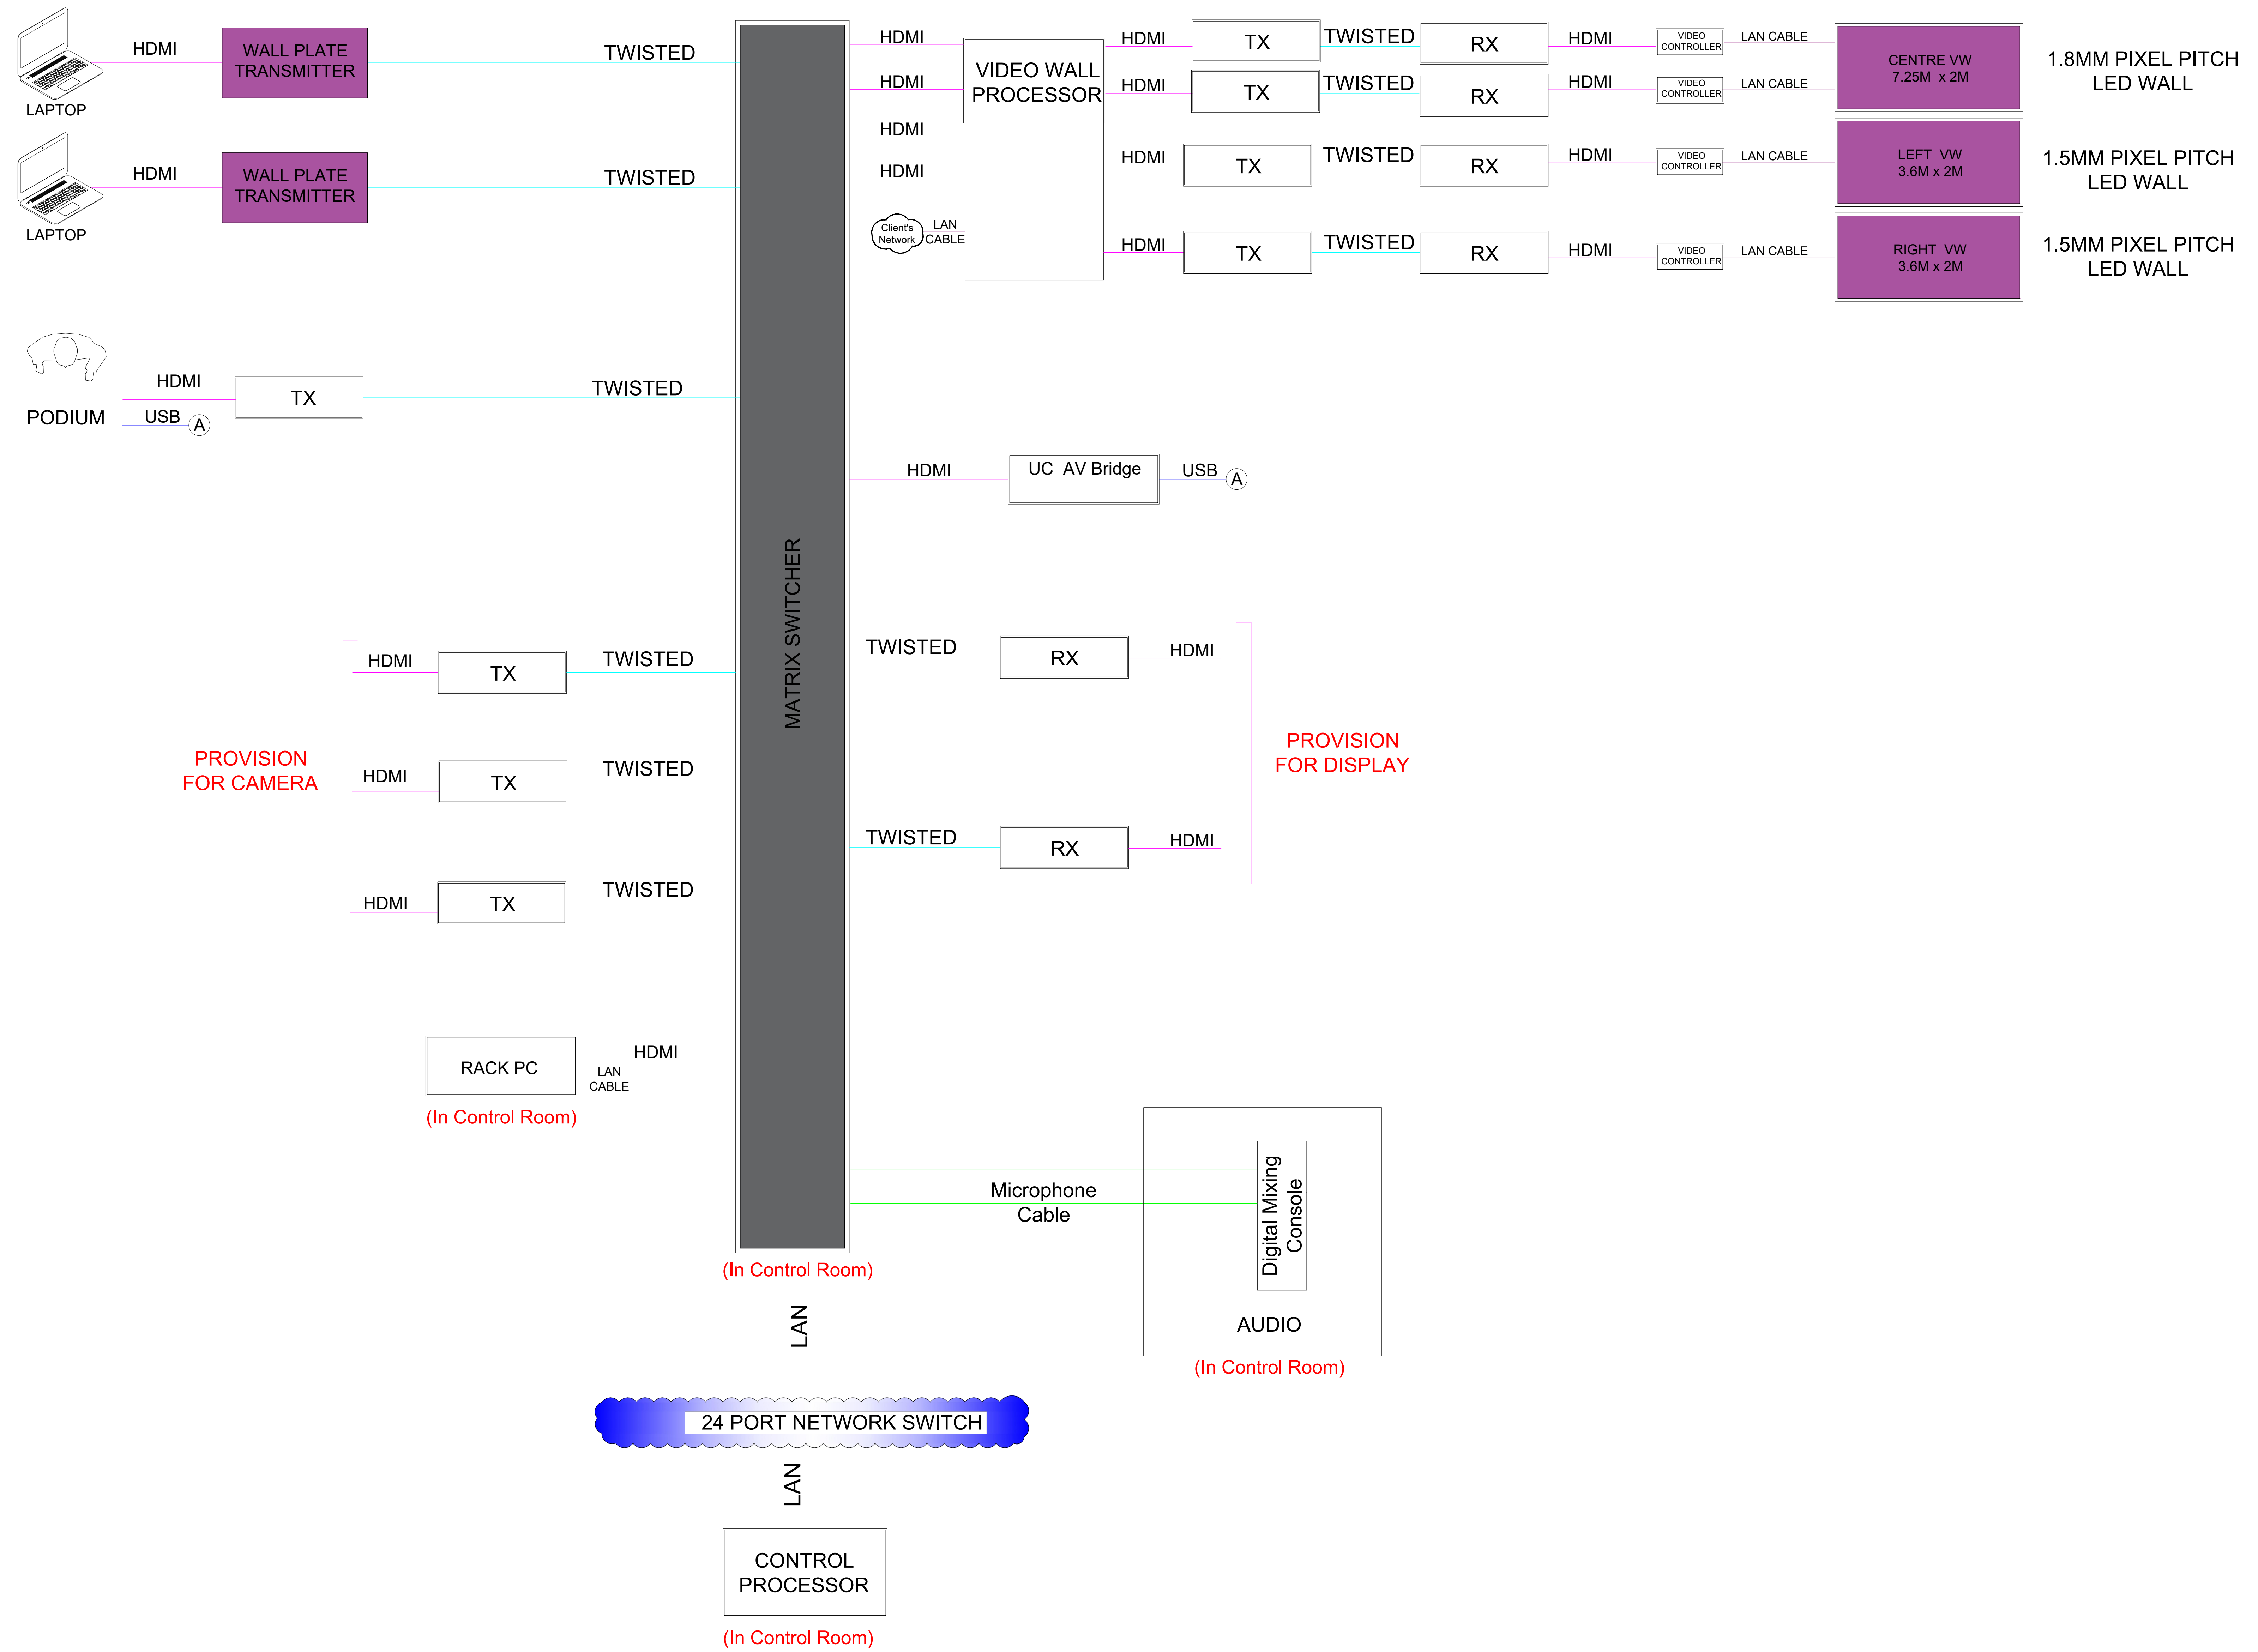 HDMI
WALL PLATE
TRANSMITTER
TWISTED
LAPTOP
HDMI
WALL PLATE
TRANSMITTER
TWISTED
LAPTOP
HDMI
HDMI
HDMI
HDMI
Client's
Network
LAN
CABLE
VIDEO WALL
PROCESSOR
HDMI
TX
TWISTED
RX
HDMI
VIDEO
CONTROLLER
LAN CABLE
HDMI
TX
TWISTED
RX
HDMI
VIDEO
CONTROLLER
LAN CABLE
CENTRE VW
7.25M x 2M
1.8MM PIXEL PITCH
LED WALL
HDMI
TX
TWISTED
RX
HDMI
VIDEO
CONTROLLER
LAN CABLE
LEFT VW
3.6M x 2M
1.5MM PIXEL PITCH
LED WALL
HDMI
TX
TWISTED
RX
HDMI
VIDEO
CONTROLLER
LAN CABLE
RIGHT VW
3.6M x 2M
1.5MM PIXEL PITCH
LED WALL
PODIUM
HDMI
USB
A
TX
TWISTED
HDMI
UC AV Bridge
USB
A
MATRIX SWITCHER
(In Control Room)
PROVISION
FOR CAMERA
HDMI
TX
TWISTED
HDMI
TX
TWISTED
HDMI
TX
TWISTED
TWISTED
RX
HDMI
TWISTED
RX
HDMI
PROVISION
FOR DISPLAY
RACK PC
(In Control Room)
HDMI
LAN
CABLE
Microphone
Cable
Digital Mixing
Console
AUDIO
(In Control Room)
LAN
24 PORT NETWORK SWITCH
LAN
CONTROL
PROCESSOR
(In Control Room)